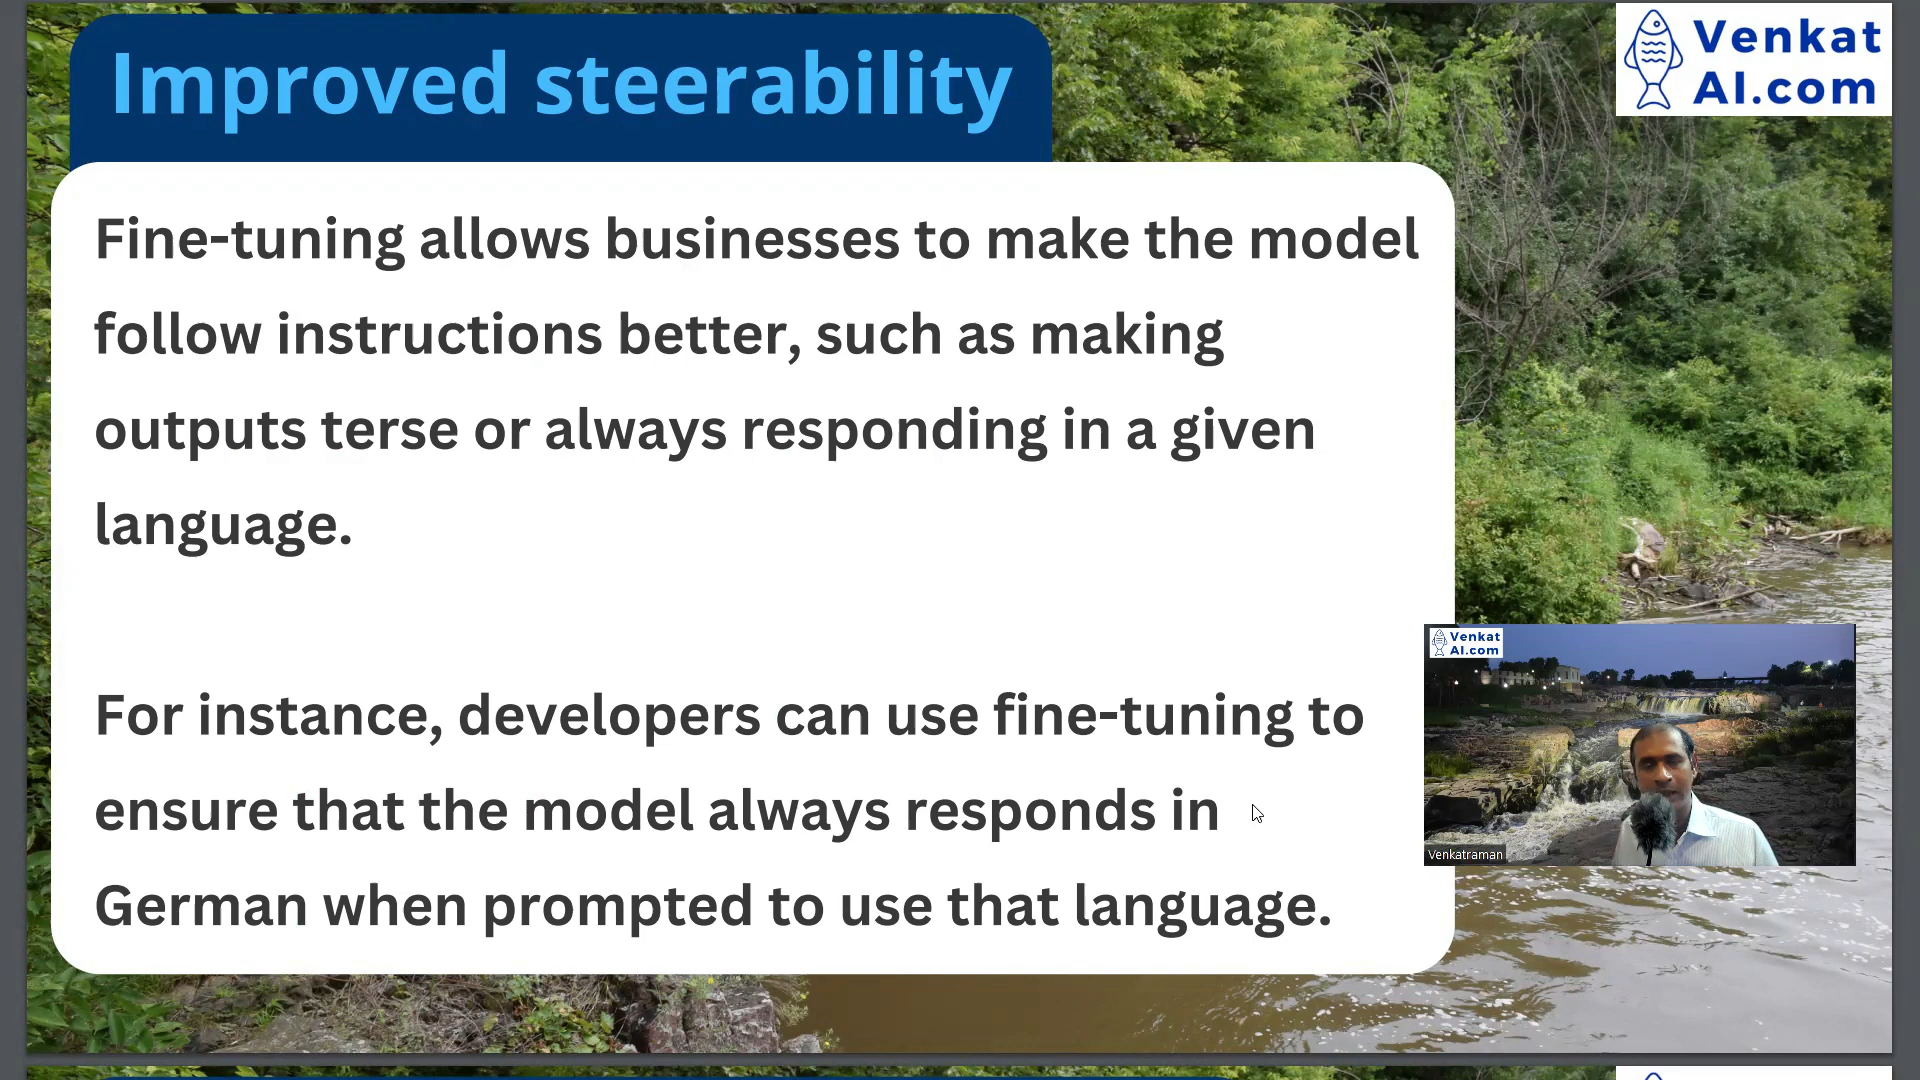 Improved steerability
Venkat
AI.com
Fine-tuning allows businesses to make the model
follow instructions better, such as making
outputs terse or always responding in a given
language.
For instance, developers can use fine-tuning to
ensure that the model always responds in
German when prompted to use that language.
Venkat
AI.com
Venkatraman